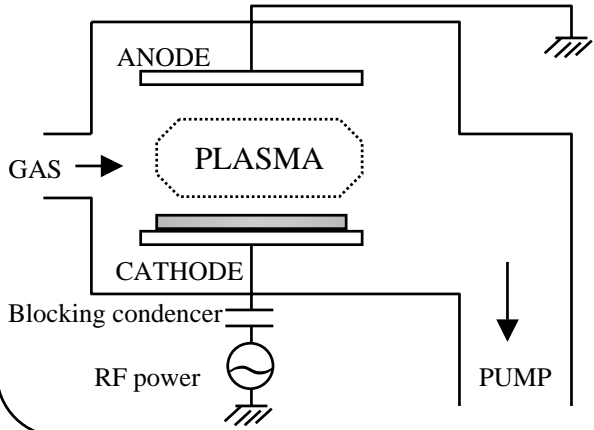 ANODE
PLASMA
GAS
CATHODE
Blocking condencer
RF power
PUMP